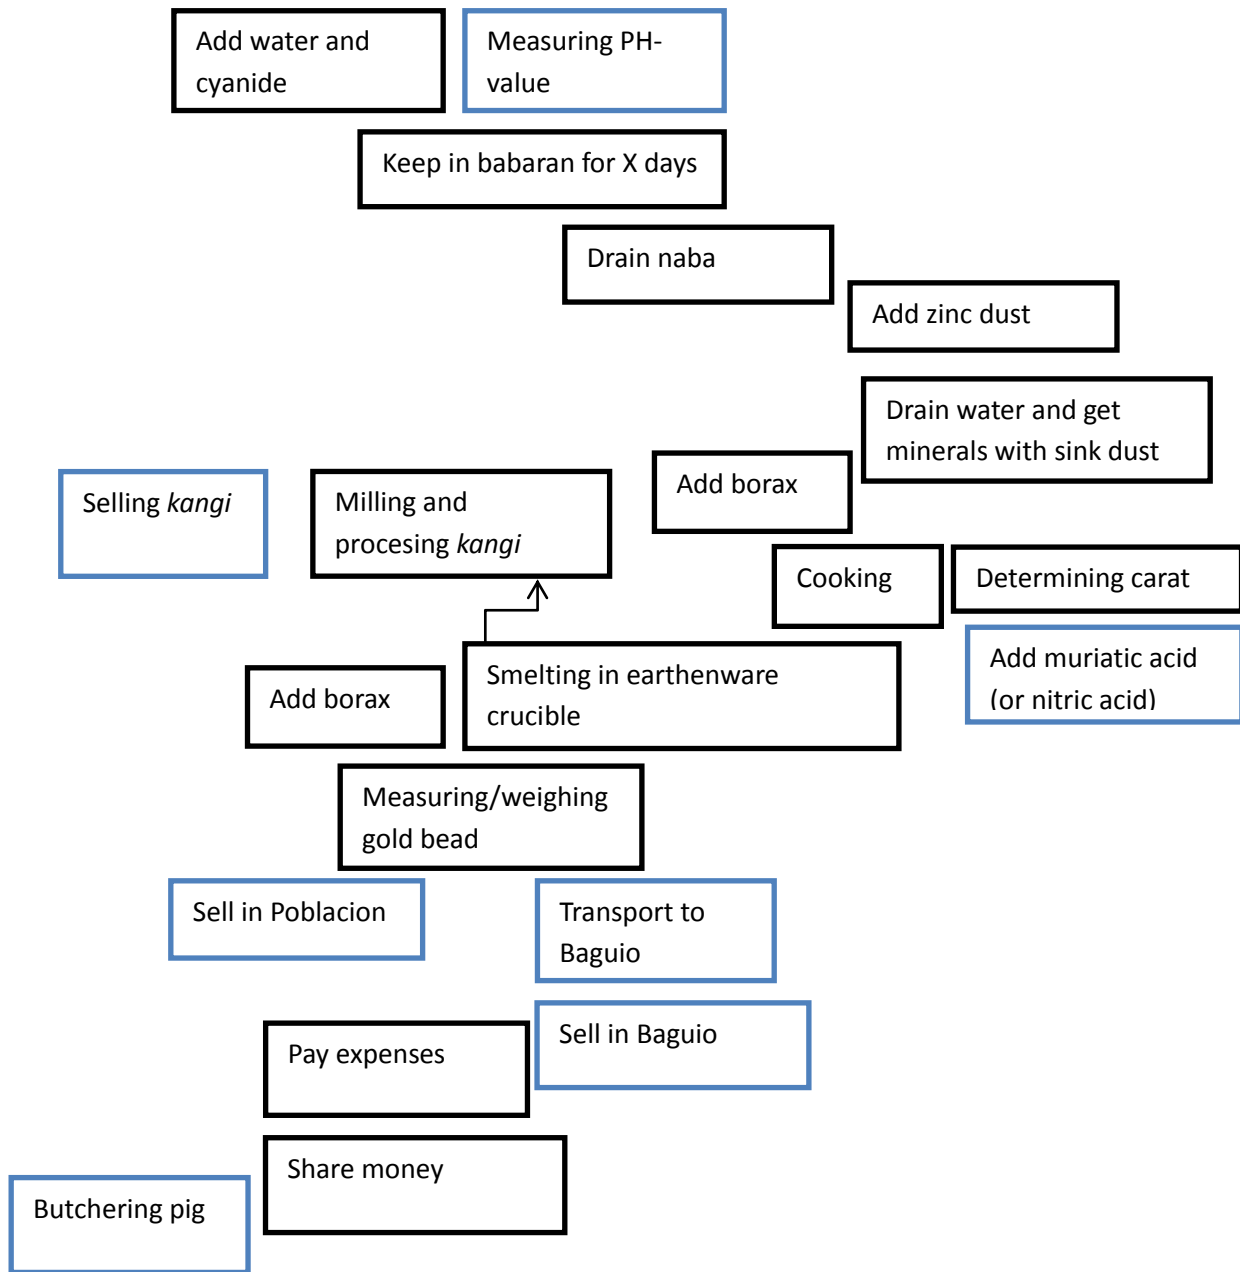 Add water and
cyanide
Measuring PH-
value
Keep in babaran for X days
Drain naba
Add zinc dust
Drain water and get
minerals with sink dust
Add borax
Selling kangi
Milling and
procesing kangi
Cooking
Determining carat
Add muriatic acid
(or nitric acid)
Smelting in earthenware
crucible
Add borax
Measuring/weighing
gold bead
Sell in Poblacion
Transport to
Baguio
Sell in Baguio
Pay expenses
Share money
Butchering pig